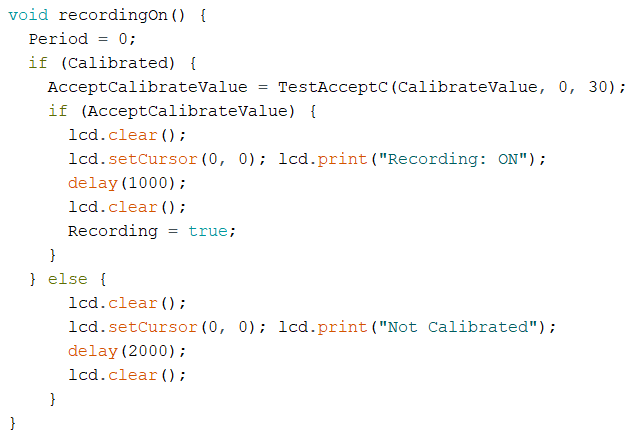 void recordingOn() {
  Period = 0;
  if (Calibrated) {
    AcceptCalibrateValue = TestAcceptC(CalibrateValue, 0, 30);
    if (AcceptCalibrateValue) {
      lcd.clear();
      lcd.setCursor(0, 0); lcd.print("Recording: ON");
      delay(1000);
      lcd.clear();
      Recording = true;
    }
  } else {
      lcd.clear();
      lcd.setCursor(0, 0); lcd.print("Not Calibrated");
      delay(2000);
      lcd.clear();
    }
}